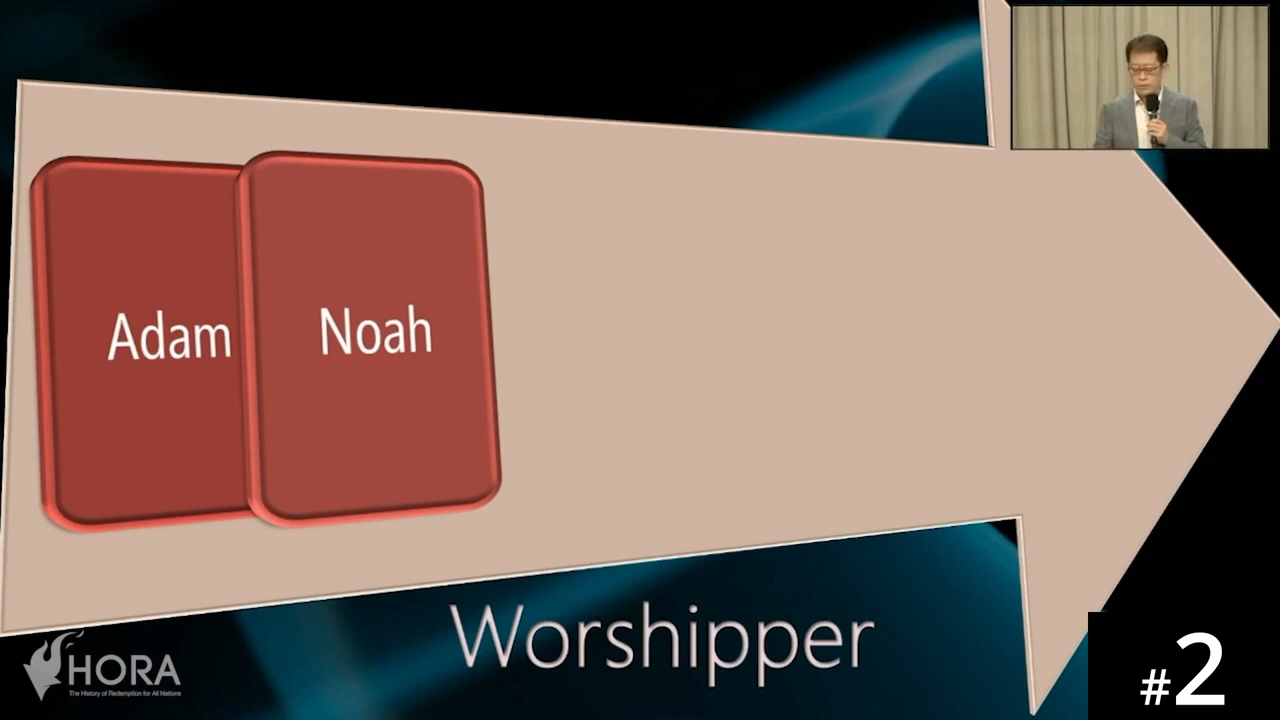 Adam
Noah
Worshipper
HORA
The History of Redemption for All Nations
#2